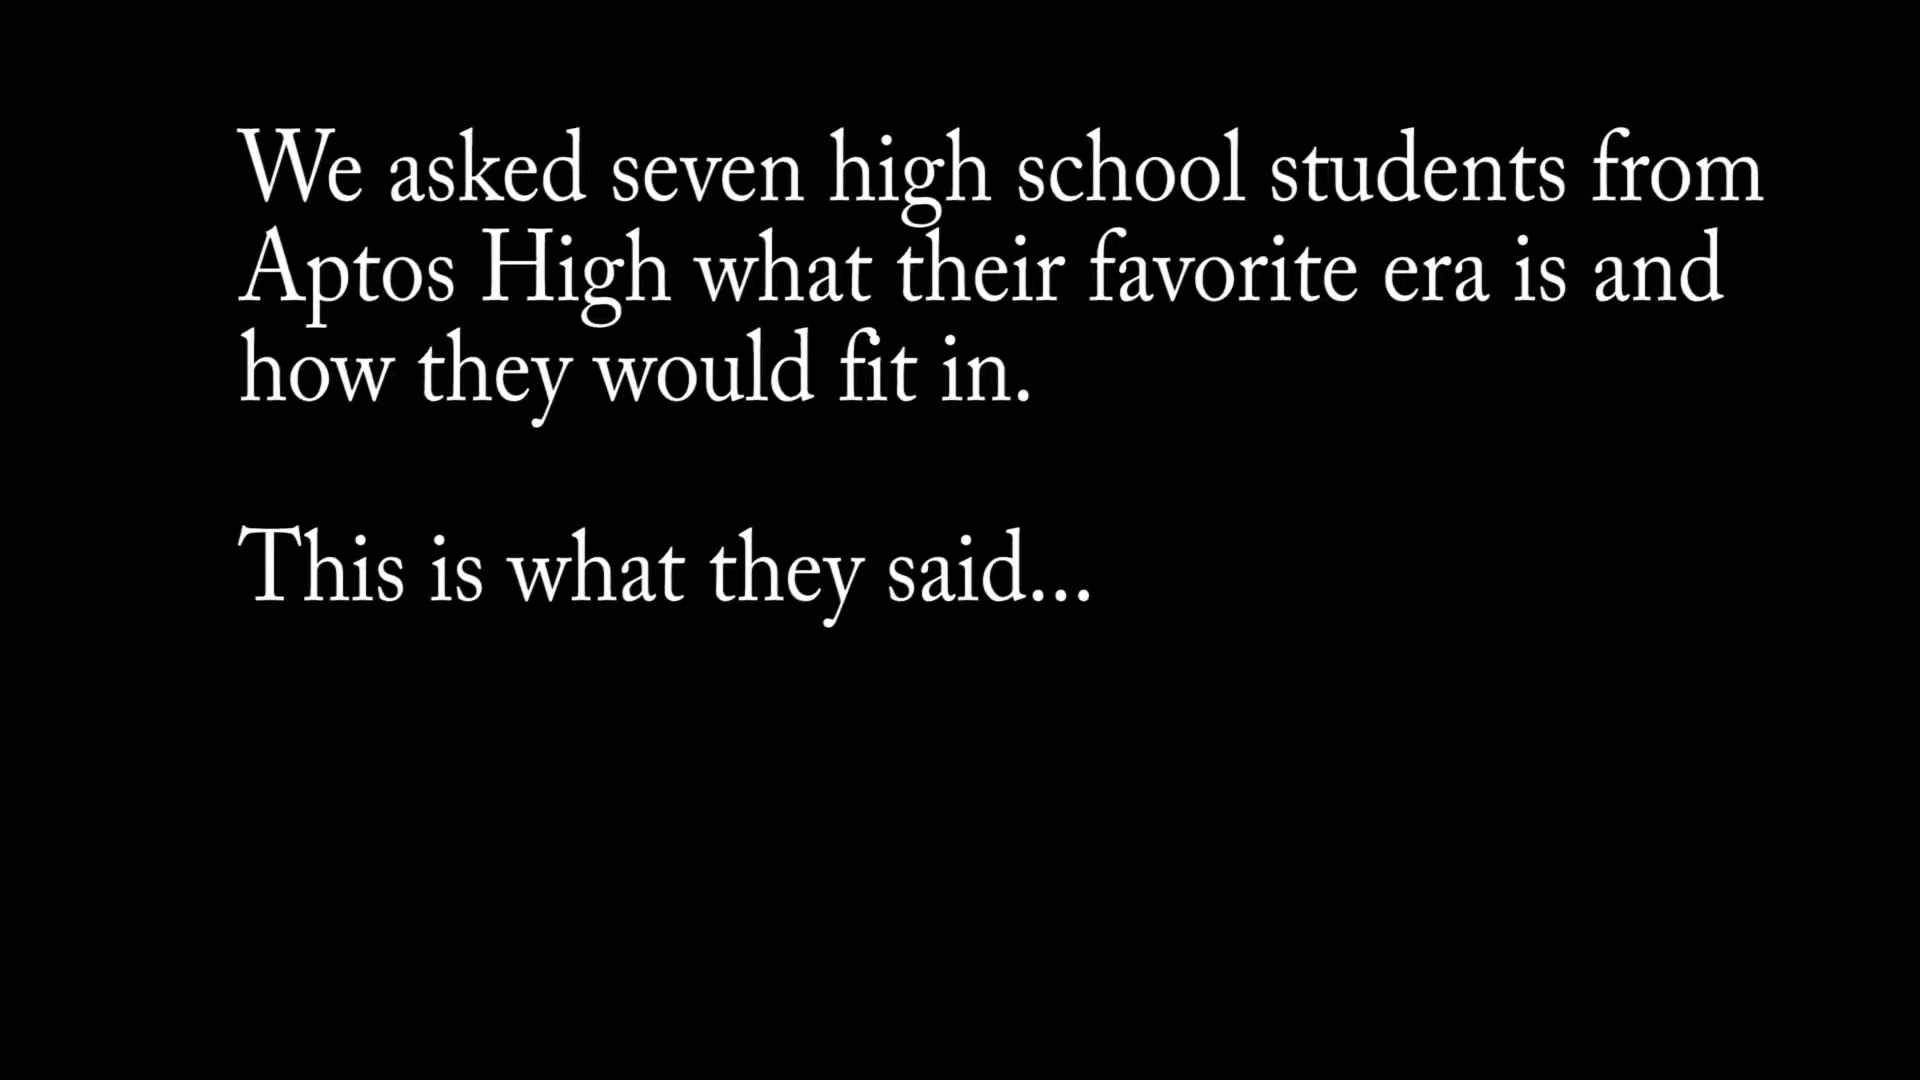 We asked seven high school students from
Aptos High what their favorite era is and
how they would fit in.
This is what they said...